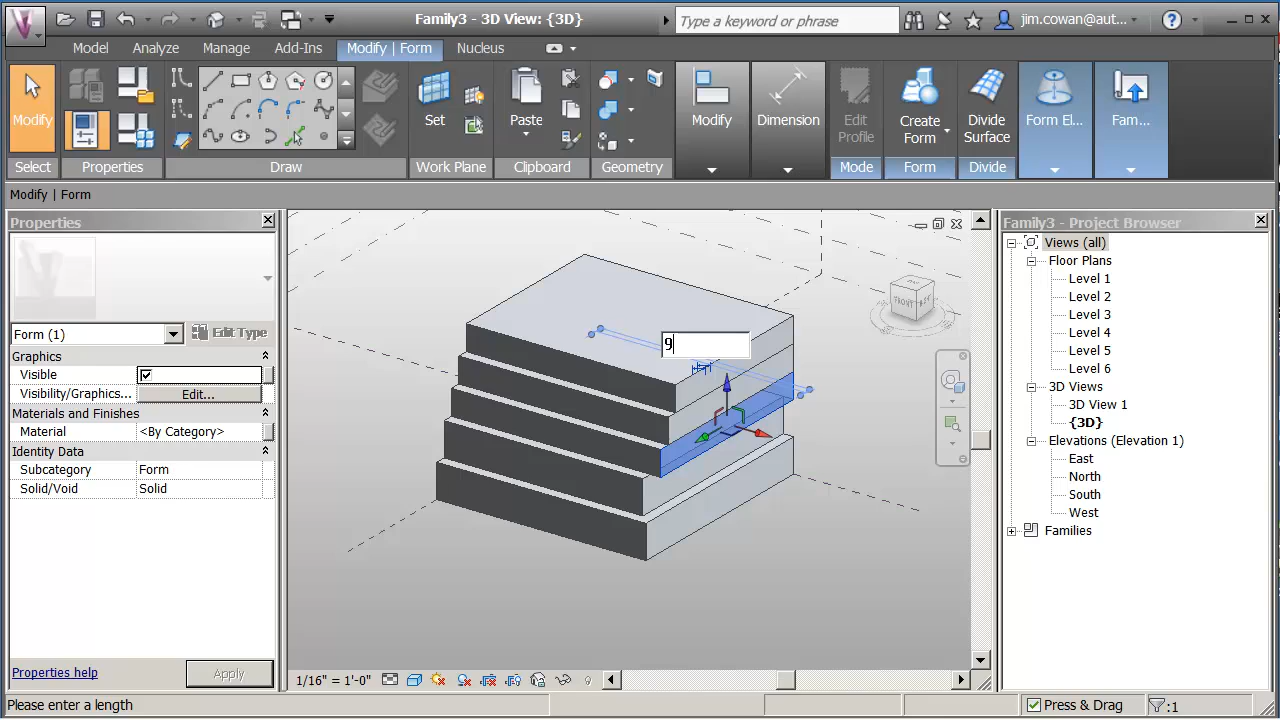 Family3 - 3D View: {3D}
Type a keyword or phrase
jim.cowan@aut...
Model
Analyze
Manage
Add-Ins
Modify | Form
Nucleus
Modify
Set
Paste
Modify
Dimension
Edit
Profile
Create
Form
Divide
Surface
Form El...
Fam...
Select
Properties
Draw
Work Plane
Clipboard
Geometry
Mode
Form
Divide
Modify | Form
Properties
Form (1)
Edit Type
Graphics
Visible
Visibility/Graphics...
Edit...
Materials and Finishes
Material
<By Category>
Identity Data
Subcategory
Form
Solid/Void
Solid
Properties help
Apply
9
FRONT
1/16" = 1'-0"
Family3 - Project Browser
Views (all)
Floor Plans
Level 1
Level 2
Level 3
Level 4
Level 5
Level 6
3D Views
3D View 1
{3D}
Elevations (Elevation 1)
East
North
South
West
Families
Please enter a length
Press & Drag
:1